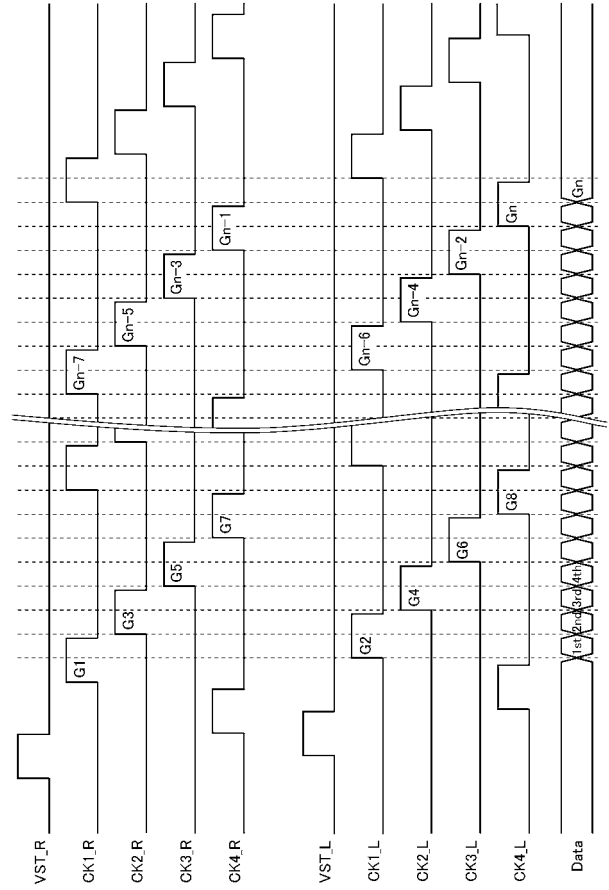 VST_R
CK1_R G1 Gn-7
CK2_R G3 Gn-5
CK3_R G5 Gn-3
CK4_R G7 Gn-1
VST_L
CK1_L G2 Gn-6
CK2_L G4 Gn-4
CK3_L G6 Gn-2
CK4_L G8 Gn
Data 1st 2nd 3rd 4th Gn